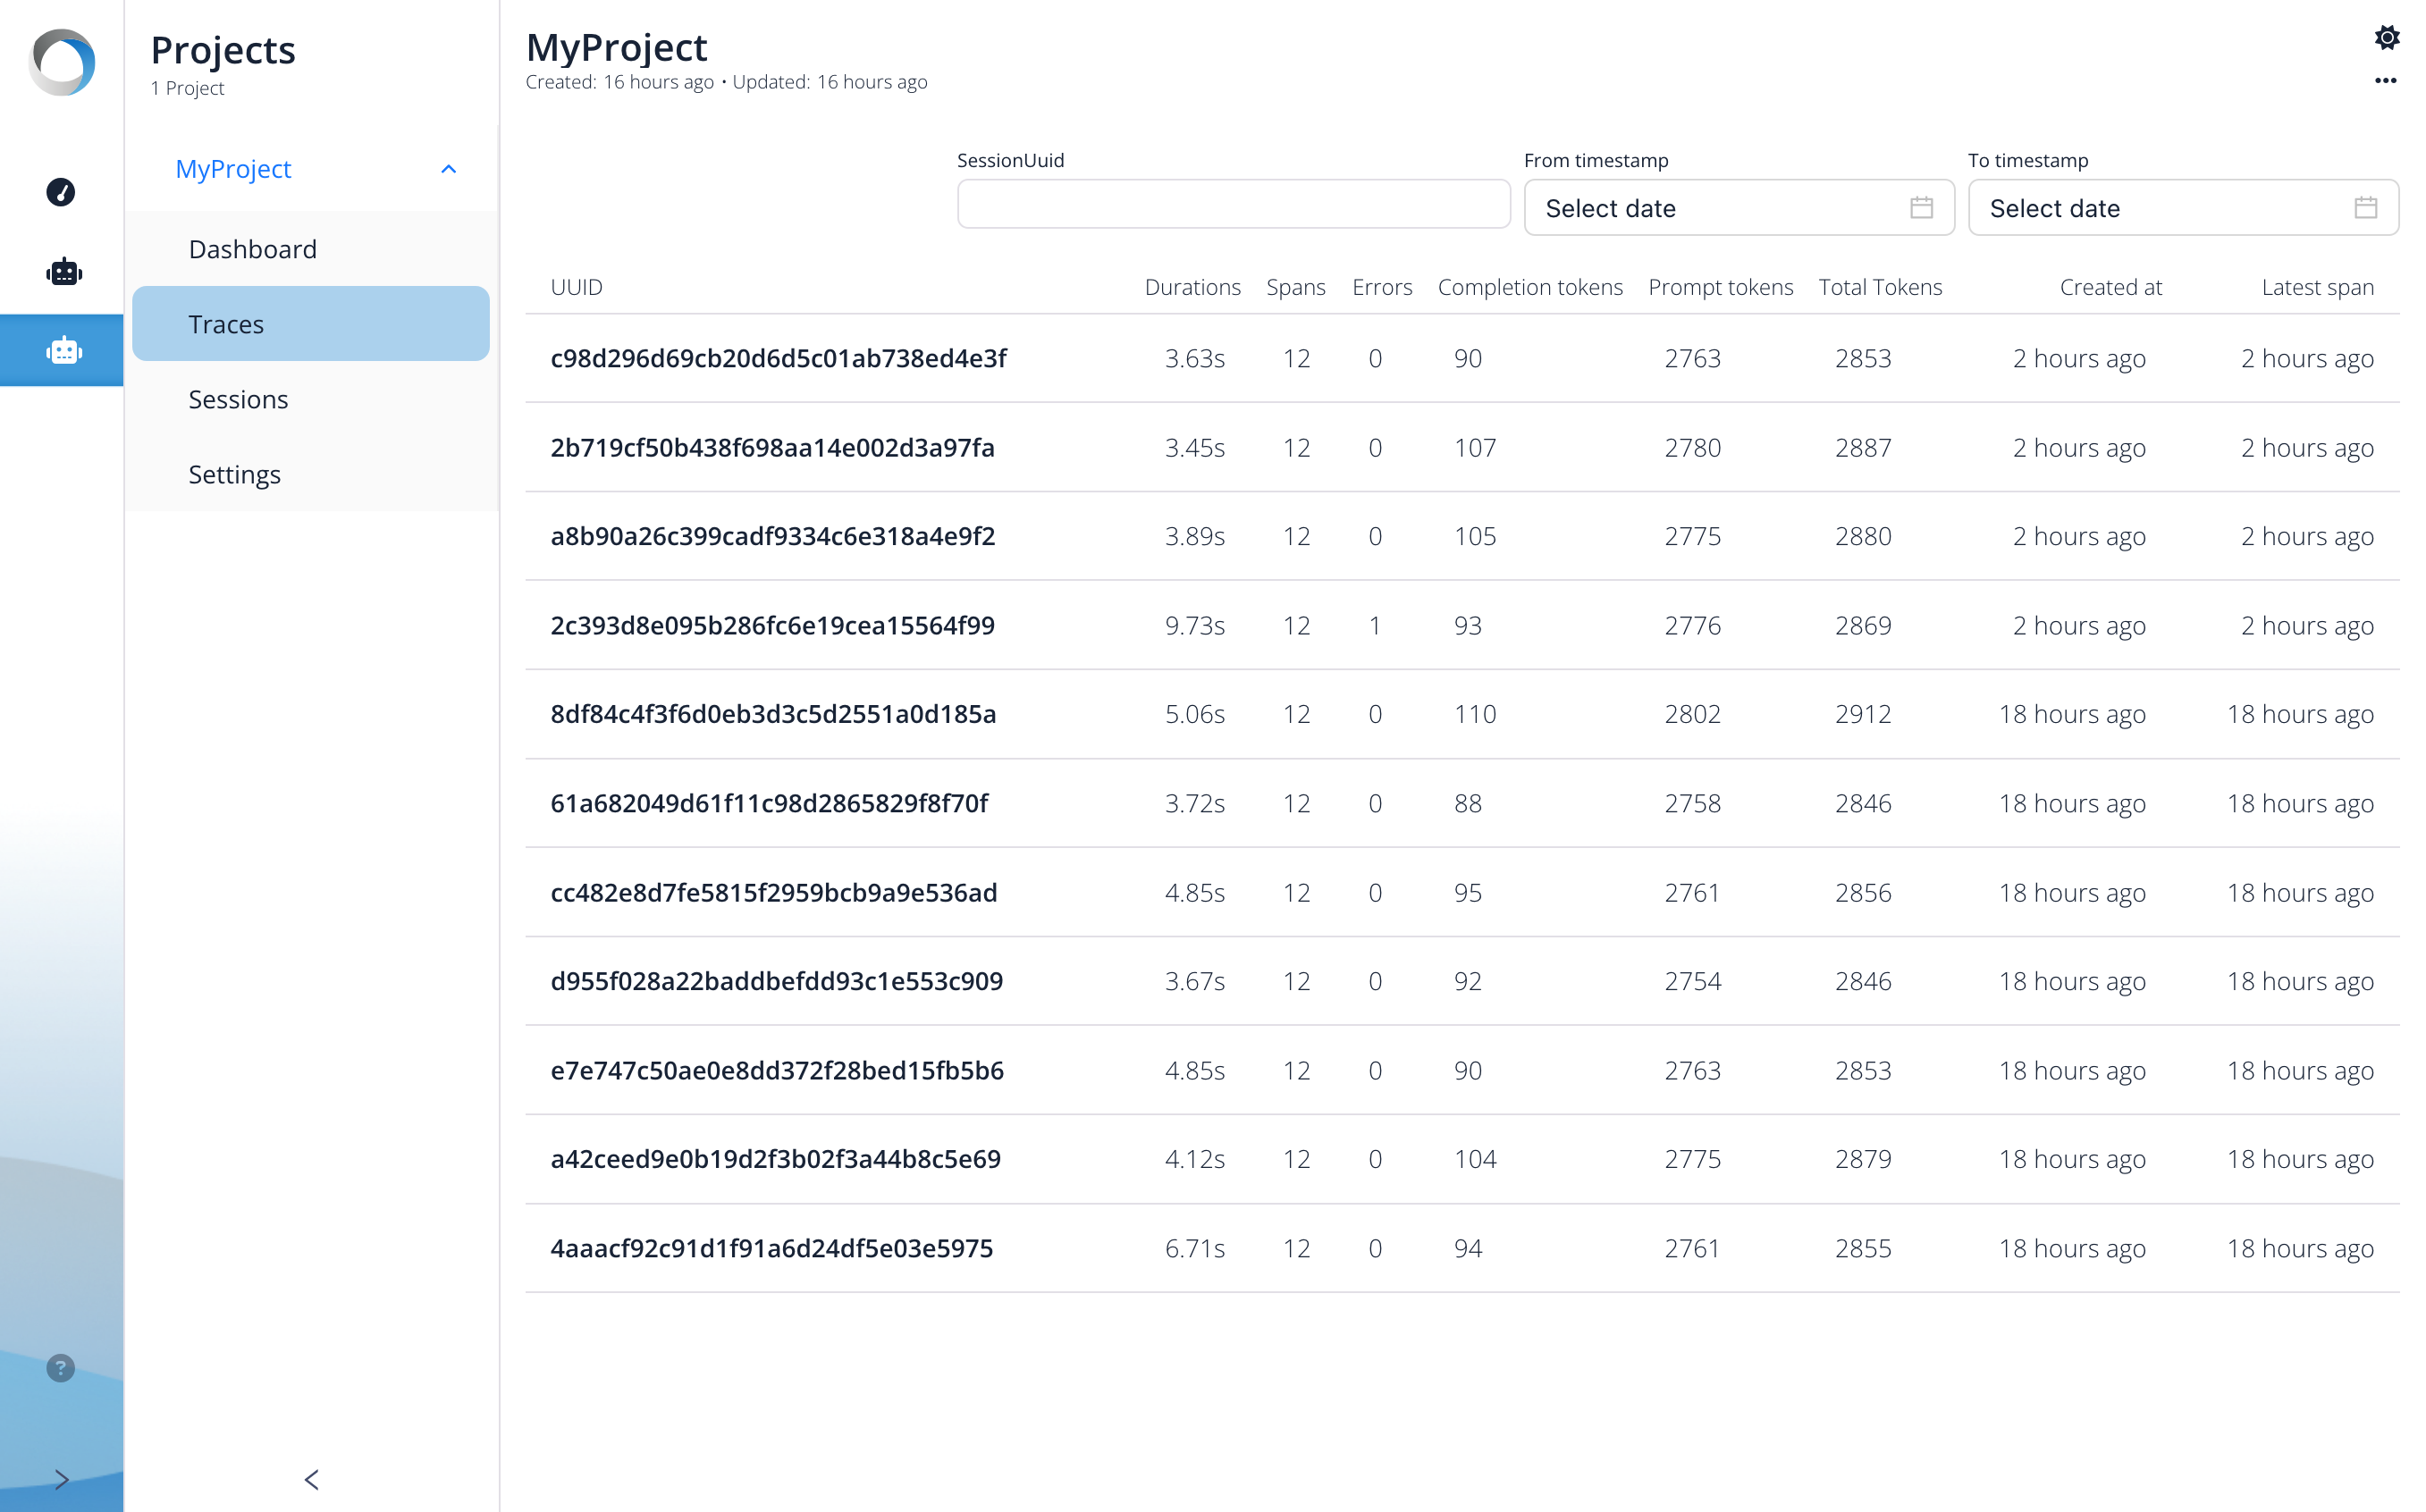 Projects
1 Project
MyProject
Dashboard
Traces
Sessions
Settings
MyProject
Created: 16 hours ago • Updated: 16 hours ago
SessionUuid
From timestamp
To timestamp
Select date
Select date
UUID Durations Spans Errors Completion tokens Prompt tokens Total Tokens Created at Latest span
c98d296d69cb20d6d5c01ab738ed4e3f 3.63s 12 0 90 2763 2853 2 hours ago 2 hours ago
2b719cf50b438f698aa14e002d3a97fa 3.45s 12 0 107 2780 2887 2 hours ago 2 hours ago
a8b90a26c399cadf9334c6e318a4e9f2 3.89s 12 0 105 2775 2880 2 hours ago 2 hours ago
2c393d8e095b286fc6e19cea15564f99 9.73s 12 1 93 2776 2869 2 hours ago 2 hours ago
8df84c4f3f6d0eb3d3c5d2551a0d185a 5.06s 12 0 110 2802 2912 18 hours ago 18 hours ago
61a682049d61f11c98d2865829f8f70f 3.72s 12 0 88 2758 2846 18 hours ago 18 hours ago
cc482e8d7fe5815f2959bcb9a9e536ad 4.85s 12 0 95 2761 2856 18 hours ago 18 hours ago
d955f028a22baddbefdd93c1e553c909 3.67s 12 0 92 2754 2846 18 hours ago 18 hours ago
e7e747c50ae0e8dd372f28bed15fb5b6 4.85s 12 0 90 2763 2853 18 hours ago 18 hours ago
a42ceed9e0b19d2f3b02f3a44b8c5e69 4.12s 12 0 104 2775 2879 18 hours ago 18 hours ago
4aaacf92c91d1f91a6d24df5e03e5975 6.71s 12 0 94 2761 2855 18 hours ago 18 hours ago
?